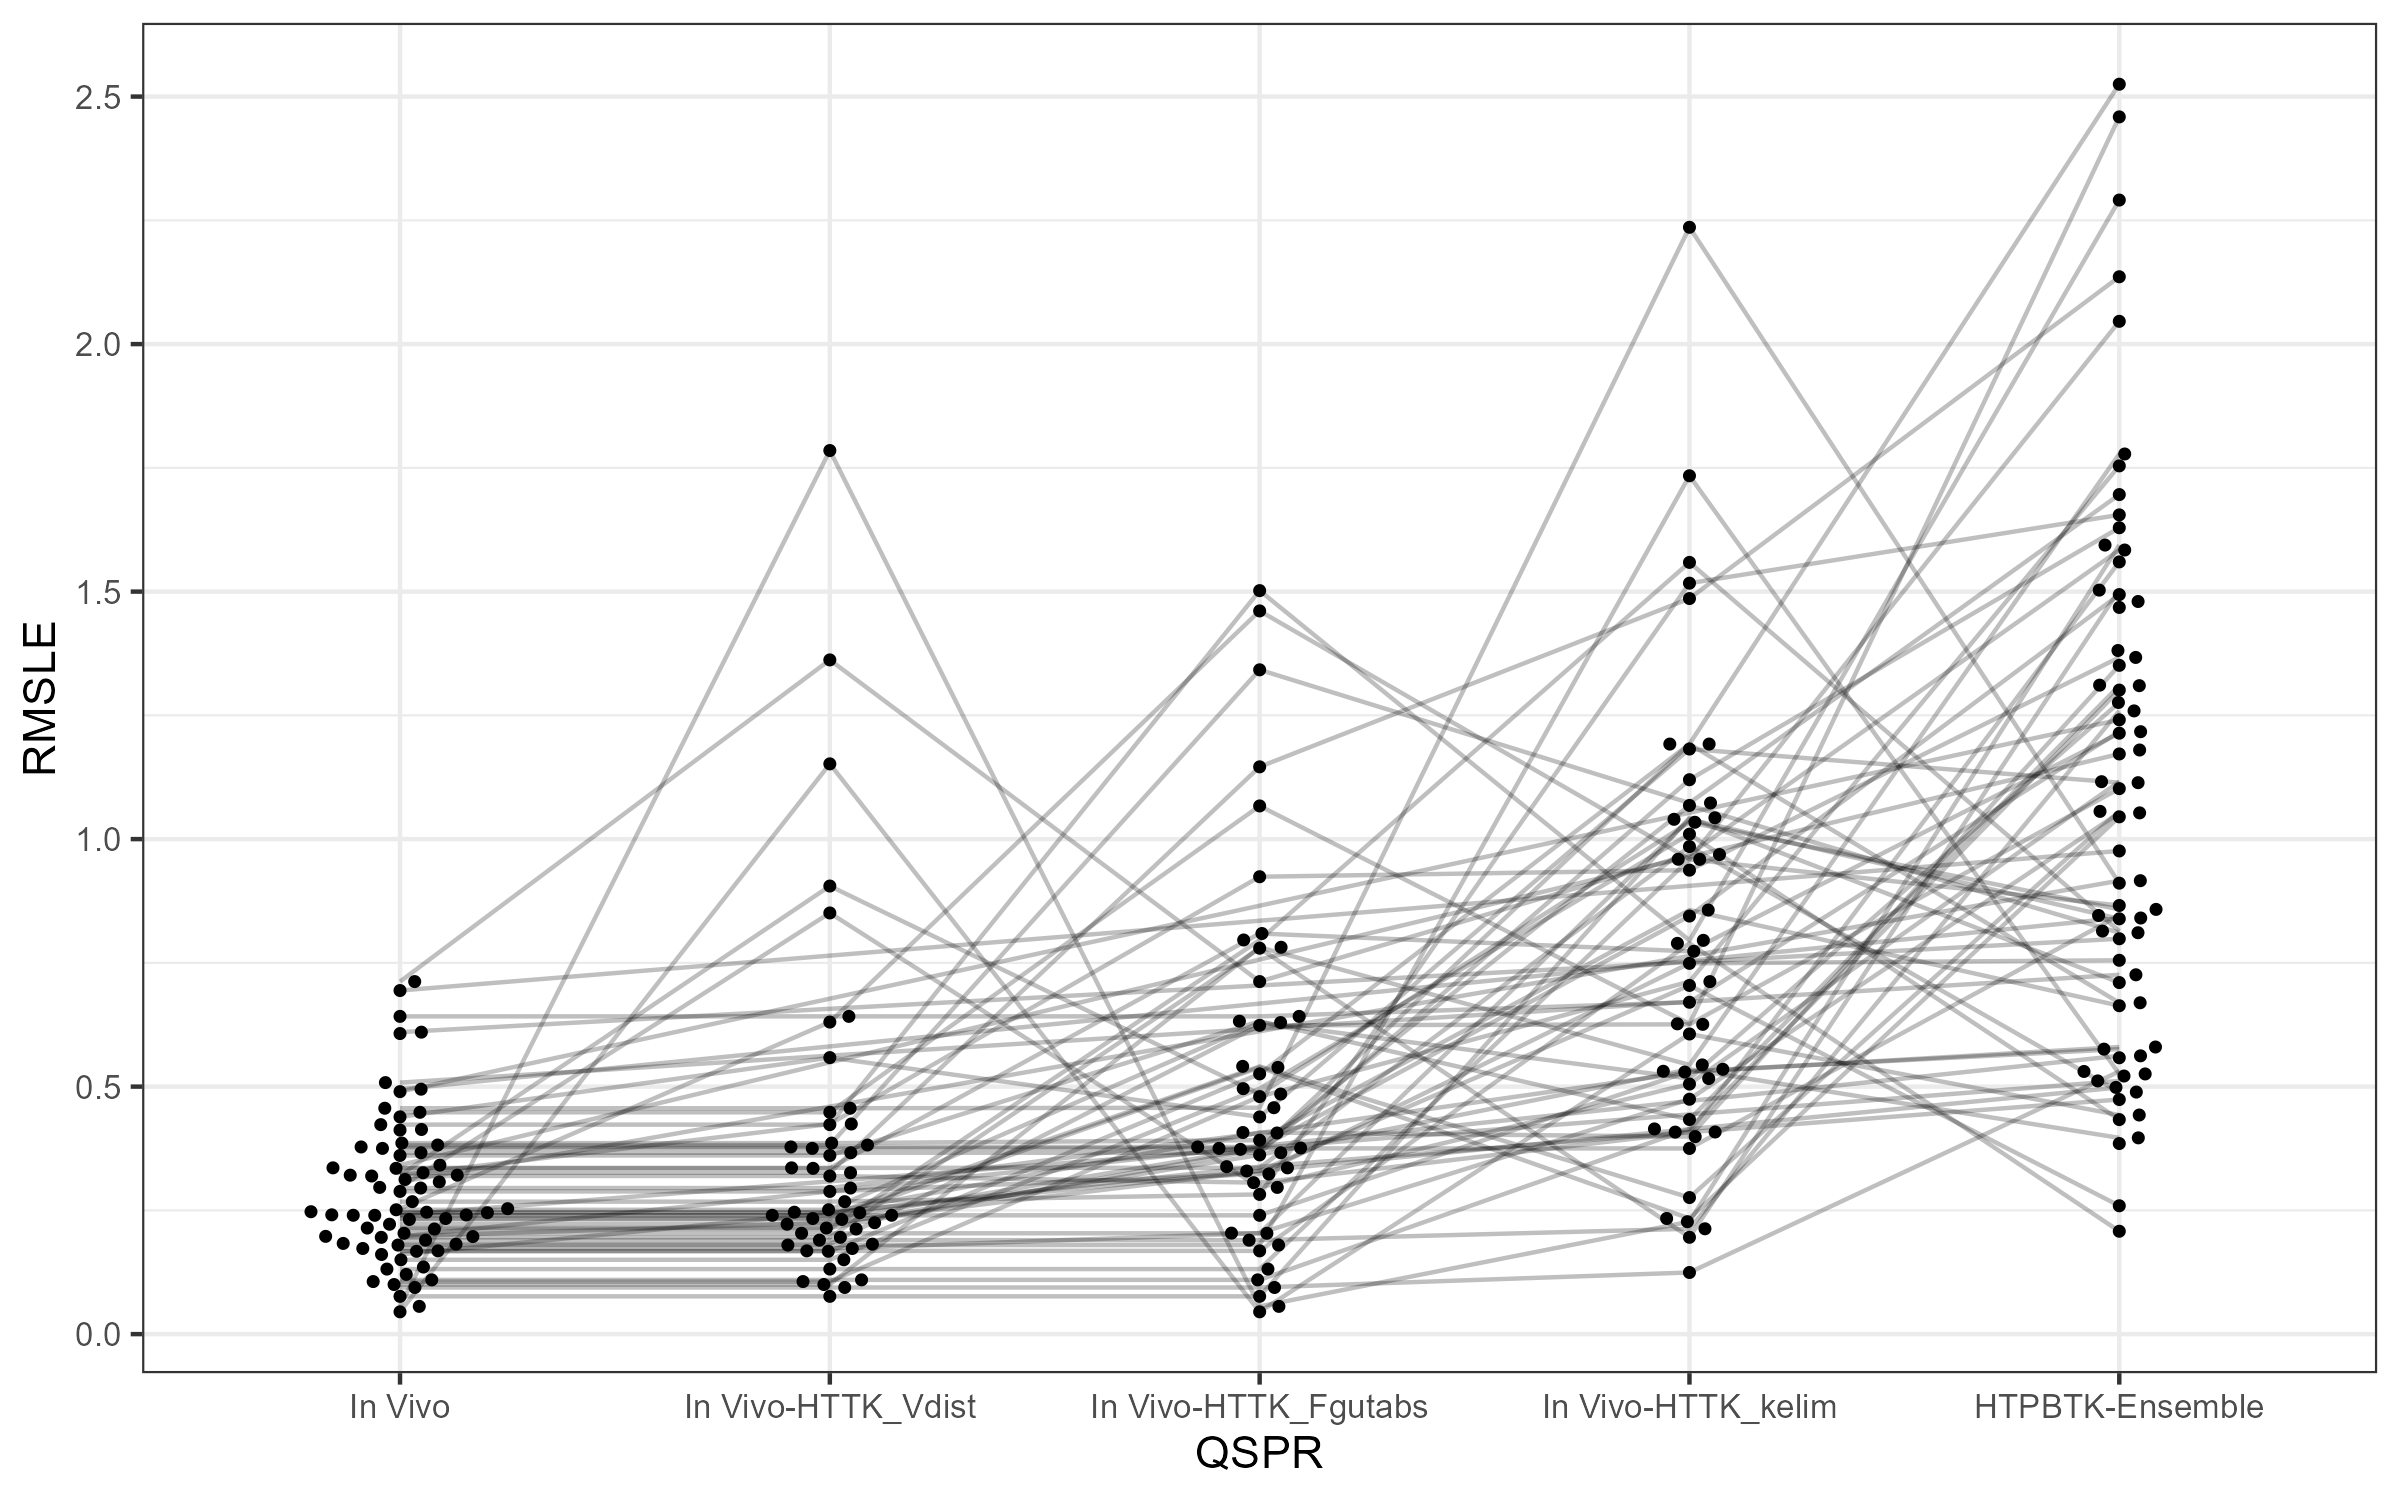 RMSLE
2.5
2.0
1.5
1.0
0.5
0.0
In Vivo
In Vivo-HTTK_Vdist
In Vivo-HTTK_Fgutabs
In Vivo-HTTK_kelim
HTPBTK-Ensemble
QSPR